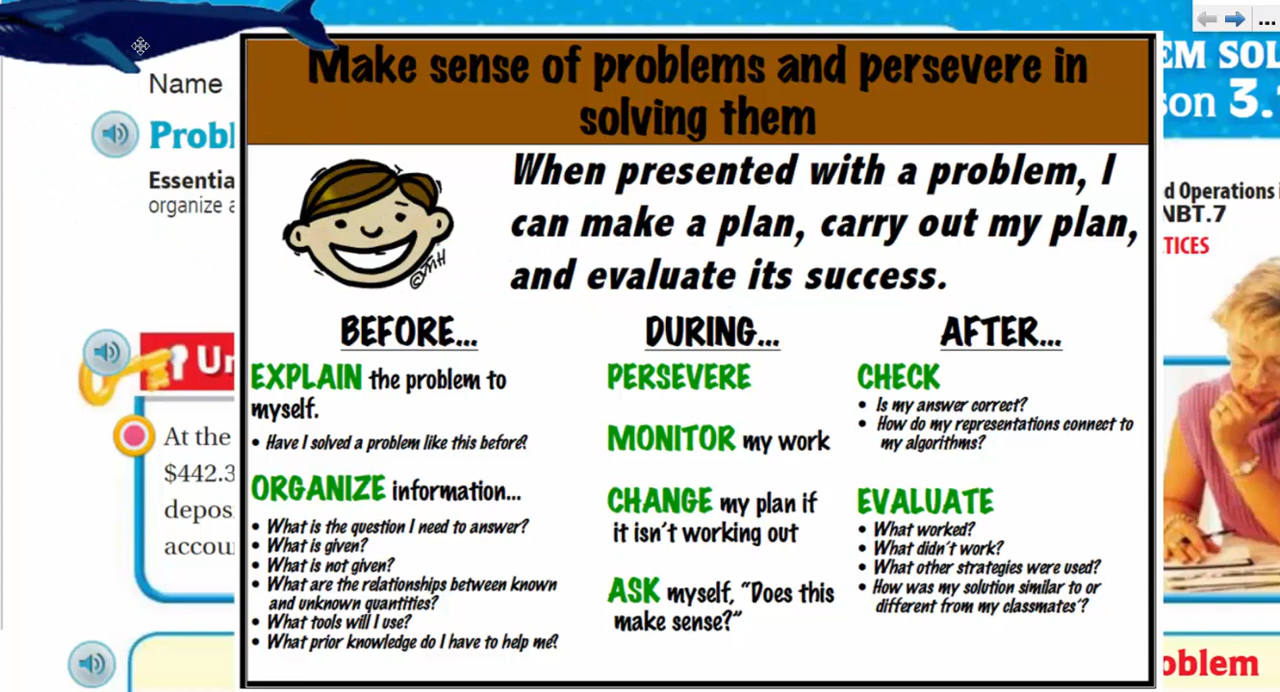 ...
EM SOL
Name
Make sense of problems and persevere in
solving them
son 3.
Probl
Essentia
organize a
When presented with a problem, I
can make a plan, carry out my plan,
and evaluate its success.
©MH
d Operations i
NBT.7
TICES
Un
At the
$442.3
depos
accou
BEFORE...
EXPLAIN the problem to
myself.
• Have I solved a problem like this before?
ORGANIZE information...
• What is the question I need to answer?
• What is given?
• What is not given?
• What are the relationships between known
and unknown quantities?
• What tools will I use?
• What prior knowledge do I have to help me?
DURING...
PERSEVERE
MONITOR my work
CHANGE my plan if
it isn't working out
ASK myself, "Does this
make sense?"
AFTER...
CHECK
• Is my answer correct?
• How do my representations connect to
my algorithms?
EVALUATE
• What worked?
• What didn't work?
• What other strategies were used?
• How was my solution similar to or
different from my classmates'?
oblem